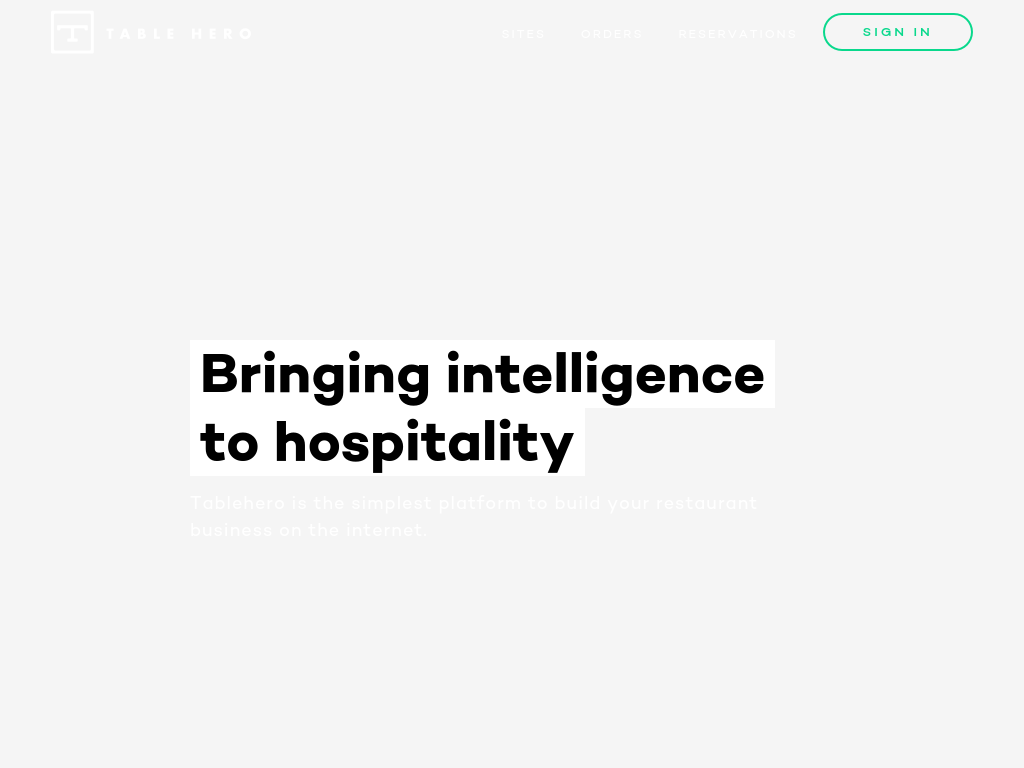 TABLE HERO
SITES ORDERS RESERVATIONS SIGN IN
Bringing intelligence
to hospitality
Tablehero is the simplest platform to build your restaurant
business on the internet.